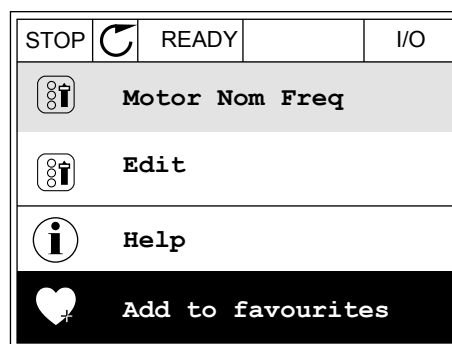 STOP READY I/O
Motor Nom Freq
Edit
Help
Add to favourites